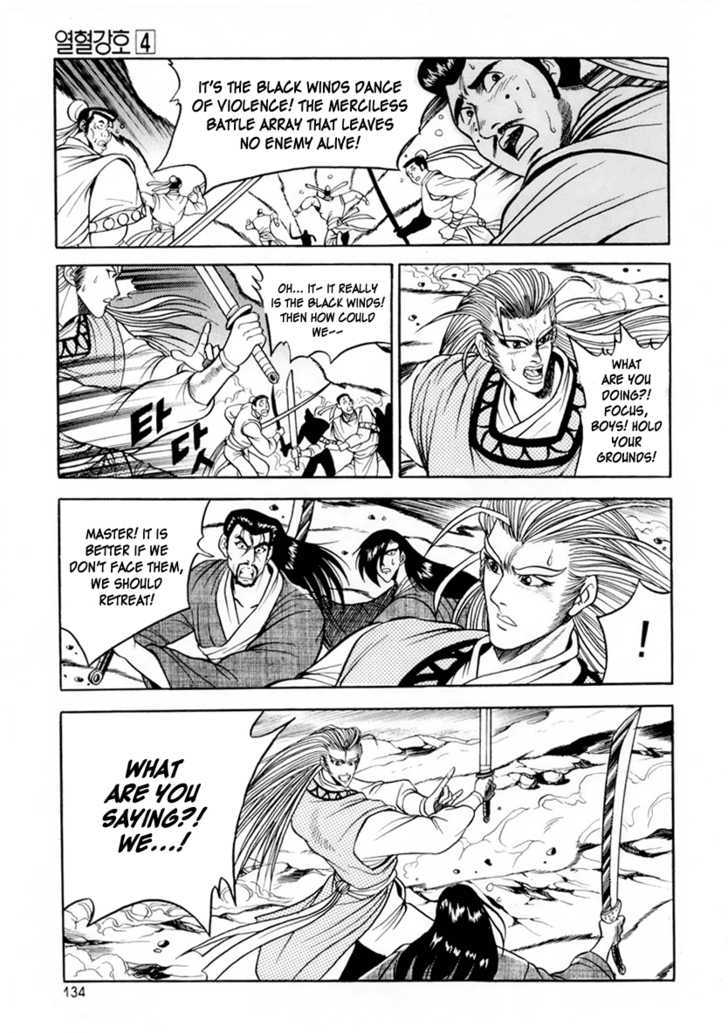 열혈강호 4
IT'S THE BLACK WINDS DANCE
OF VIOLENCE! THE MERCILESS
BATTLE ARRAY THAT LEAVES
NO ENEMY ALIVE!
OH... IT- IT REALLY
IS THE BLACK WINDS!
THEN HOW COULD
WE--
타
닷
WHAT
ARE YOU
DOING?!
FOCUS,
BOYS! HOLD
YOUR
GROUNDS!
MASTER! IT IS
BETTER IF WE
DON'T FACE THEM,
WE SHOULD
RETREAT!
!
WHAT
ARE YOU
SAYING?!
WE...!
134